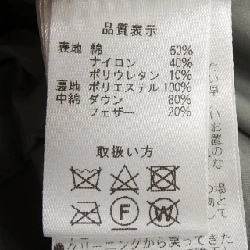 品質表示
表地 綿 50%
ナイロン 40%
ポリウレタン 10%
裏地 ポリエステル 100%
中綿 ダウン 80%
フェザー 20%
取扱い方
F
W